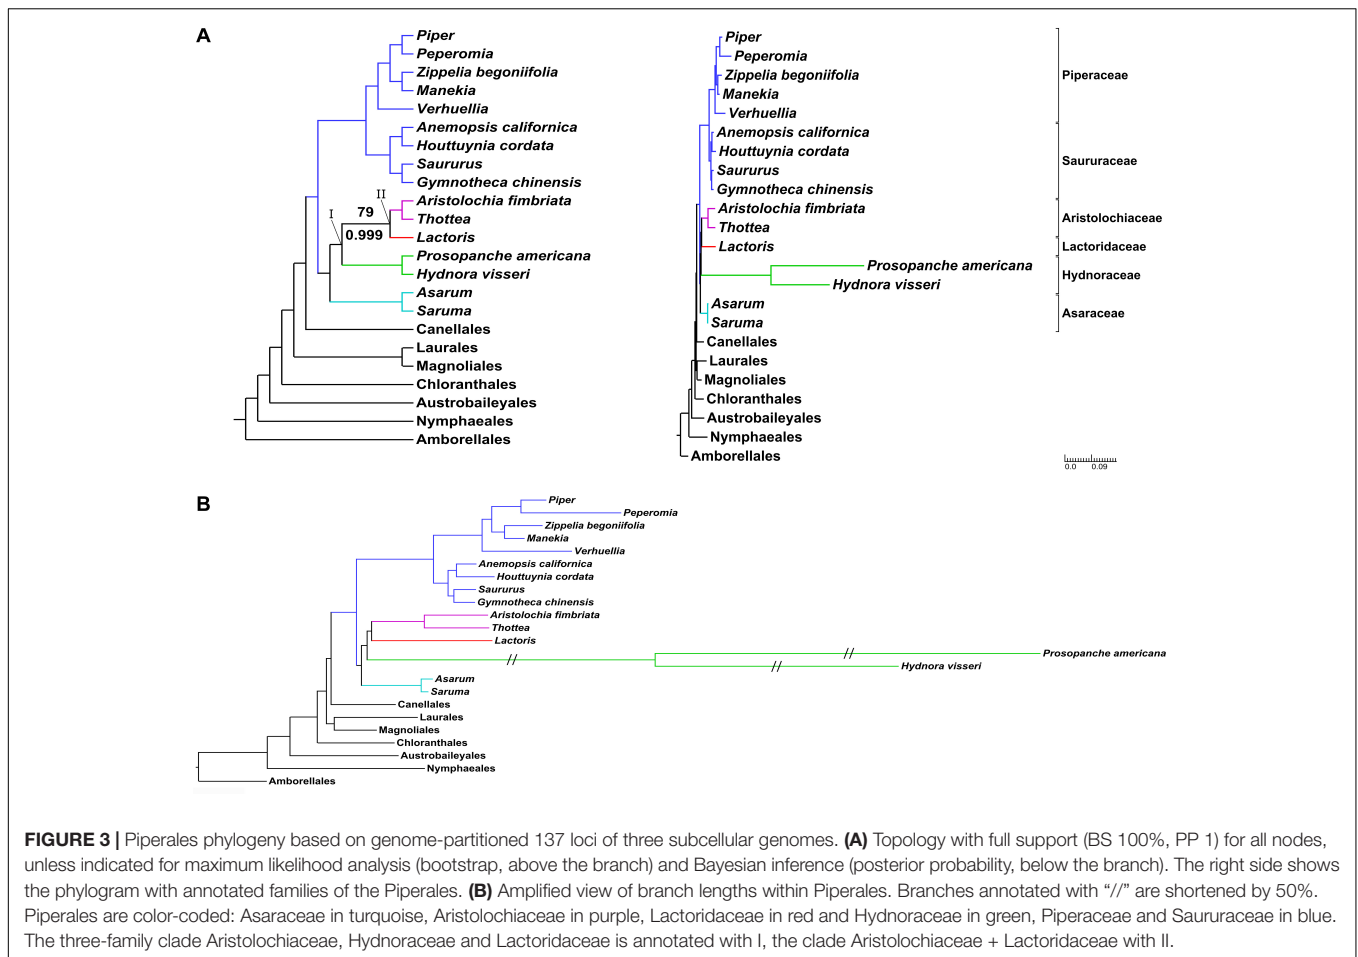 A
Piper
Peperomia
Zippelia begoniifolia
Manekia
Verhuellia
Anemopsis californica
Houttuynia cordata
Saururus
Gymnotheca chinensis
Aristolochia fimbriata
Thottea
Lactoris
Prosopanche americana
Hydnora visseri
Asarum
Saruma
Canellales
Laurales
Magnoliales
Chloranthales
Austrobaileyales
Nymphaeales
Amborellales
I
II
79
0.999
Piper
Peperomia
Zippelia begoniifolia
Manekia
Verhuellia
Anemopsis californica
Houttuynia cordata
Saururus
Gymnotheca chinensis
Aristolochia fimbriata
Thottea
Lactoris
Prosopanche americana
Hydnora visseri
Asarum
Saruma
Canellales
Laurales
Magnoliales
Chloranthales
Austrobaileyales
Nymphaeales
Amborellales
Piperaceae
Saururaceae
Aristolochiaceae
Lactoridaceae
Hydnoraceae
Asaraceae
0.0 0.09
B
Piper
Peperomia
Zippelia begoniifolia
Manekia
Verhuellia
Anemopsis californica
Houttuynia cordata
Saururus
Gymnotheca chinensis
Aristolochia fimbriata
Thottea
Lactoris
// // Prosopanche americana
// Hydnora visseri
Asarum
Saruma
Canellales
Laurales
Magnoliales
Chloranthales
Austrobaileyales
Nymphaeales
Amborellales
FIGURE 3 | Piperales phylogeny based on genome-partitioned 137 loci of three subcellular genomes. (A) Topology with full support (BS 100%, PP 1) for all nodes,
unless indicated for maximum likelihood analysis (bootstrap, above the branch) and Bayesian inference (posterior probability, below the branch). The right side shows
the phylogram with annotated families of the Piperales. (B) Amplified view of branch lengths within Piperales. Branches annotated with “//” are shortened by 50%.
Piperales are color-coded: Asaraceae in turquoise, Aristolochiaceae in purple, Lactoridaceae in red and Hydnoraceae in green, Piperaceae and Saururaceae in blue.
The three-family clade Aristolochiaceae, Hydnoraceae and Lactoridaceae is annotated with I, the clade Aristolochiaceae + Lactoridaceae with II.